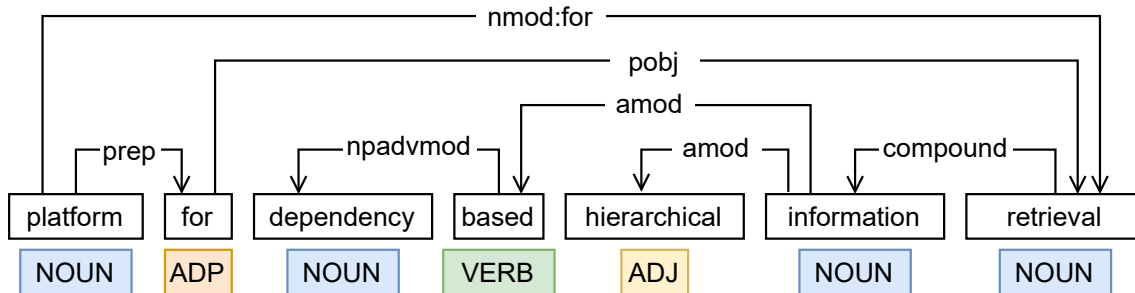 nmod:for
pobj
amod
prep npadvmod amod compound
platform for dependency based hierarchical information retrieval
NOUN ADP NOUN VERB ADJ NOUN NOUN